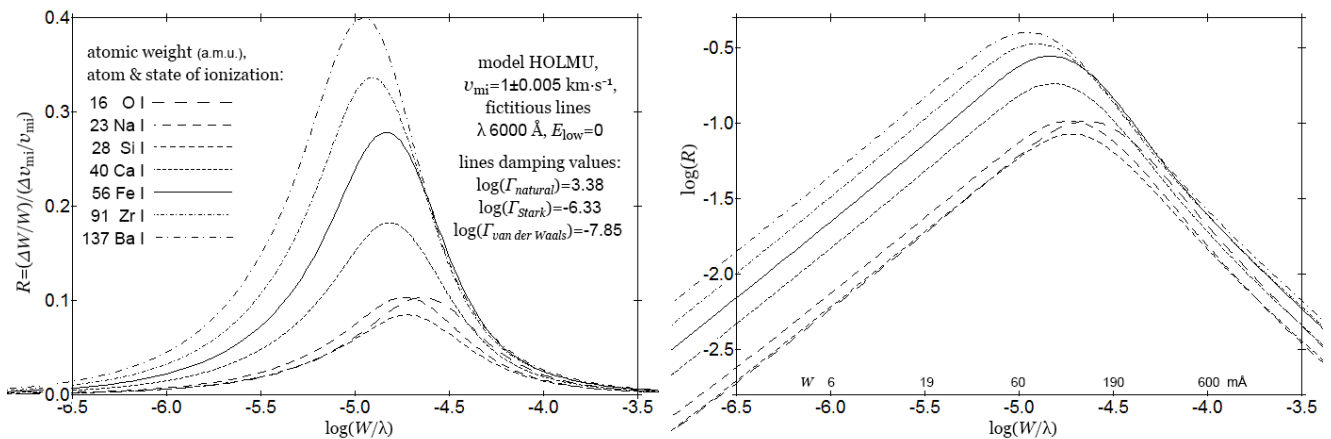 0.4
0.3
0.2
0.1
0.0
R=(ΔW/W)/(Δv_mi/v_mi)
atomic weight (a.m.u.),
atom & state of ionization:
16 O I
23 Na I
28 Si I
40 Ca I
56 Fe I
91 Zr I
137 Ba I
model HOLMU,
v_mi=1±0.005 km·s⁻¹,
fictitious lines
λ 6000 Å, E_low=0
lines damping values:
log(Γ_natural)=3.38
log(Γ_Stark)=-6.33
log(Γ_van der Waals)=-7.85
-6.5 -6.0 -5.5 -5.0 -4.5 -4.0 -3.5
log(W/λ)
-0.5
-1.0
-1.5
-2.0
-2.5
log(R)
W 6 19 60 190 600 mÅ
-6.5 -6.0 -5.5 -5.0 -4.5 -4.0 -3.5
log(W/λ)